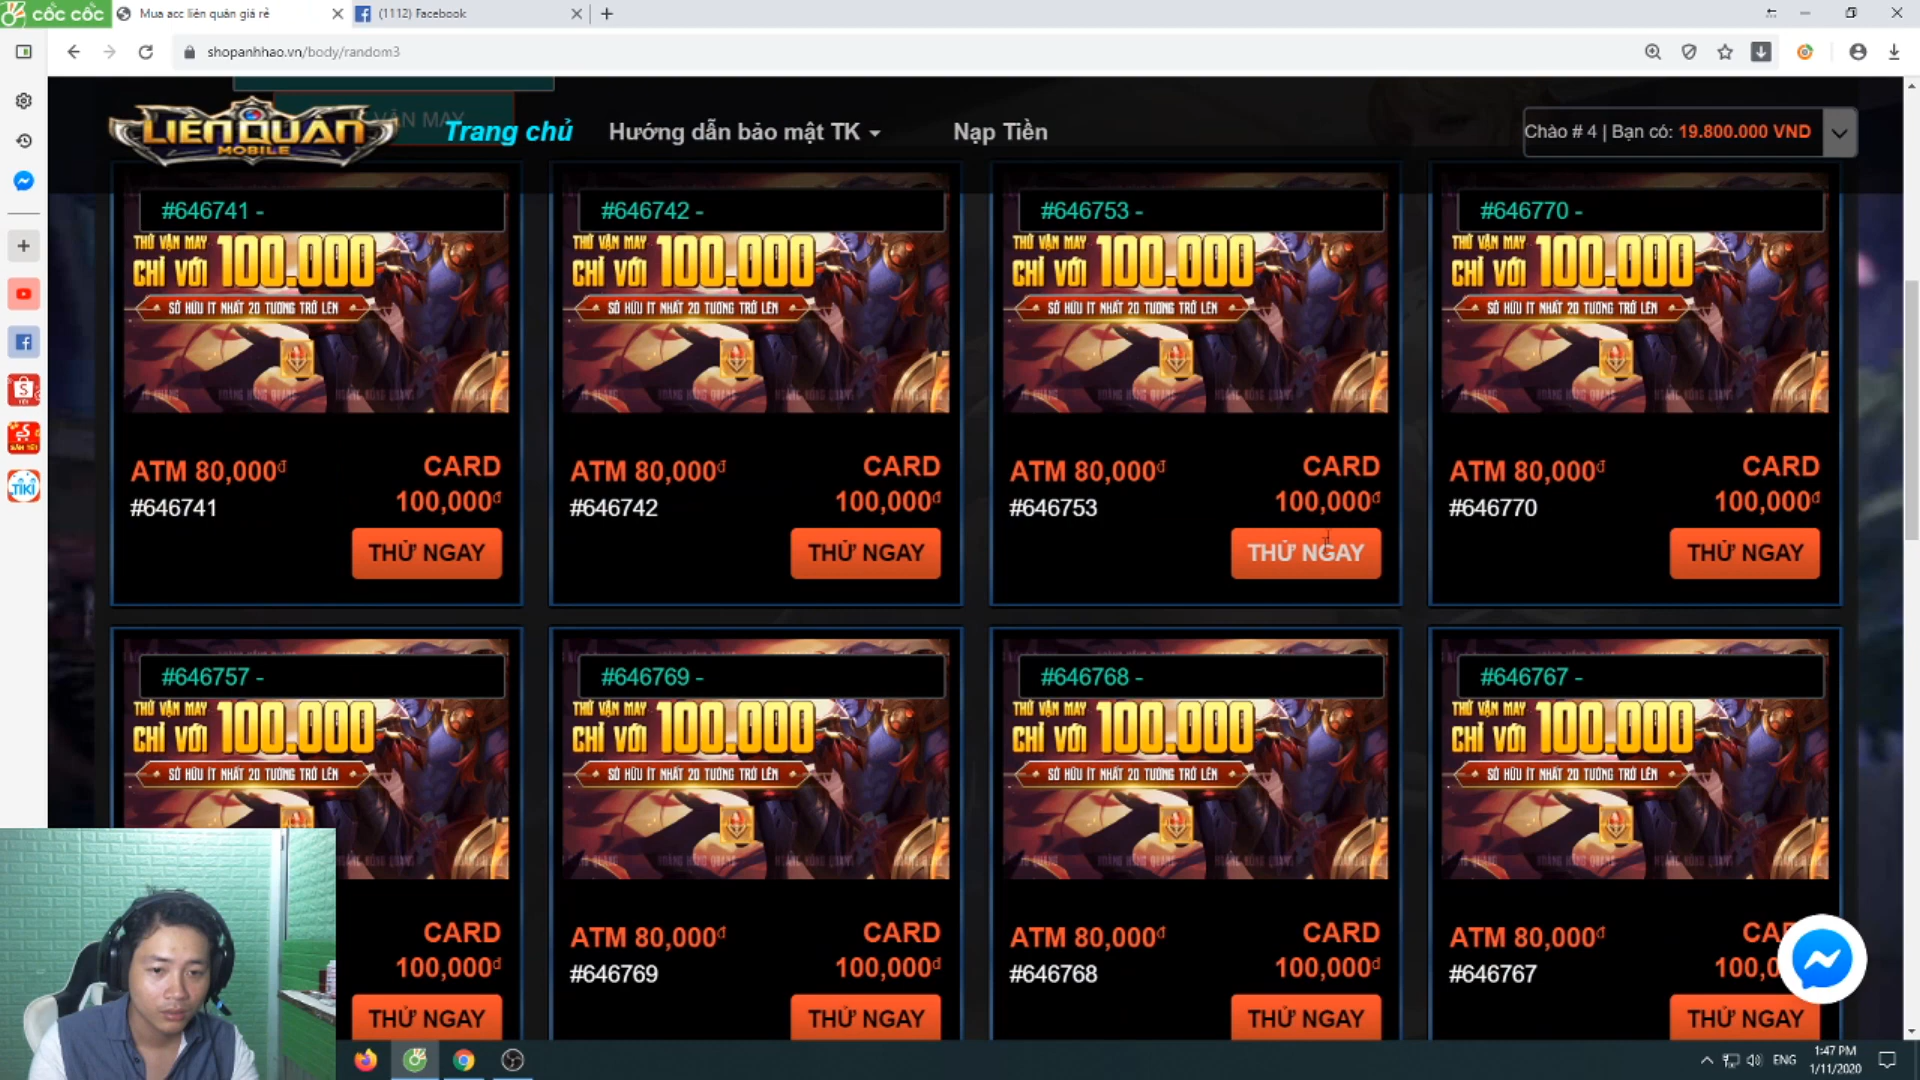 cốc cốc
Mua acc liên quân giá rẻ
(1112) Facebook
shopanhhao.vn/body/random3
LIÊN QUÂN
MOBILE
Trang chủ
Hướng dẫn bảo mật TK
Nạp Tiền
Chào # 4 | Bạn có: 19.800.000 VND
#646741 -
#646742 -
#646753 -
#646770 -
THỬ VẬN MAY
CHỈ VỚI 100.000
SỞ HỮU ÍT NHẤT 20 TƯỚNG TRỞ LÊN
THỬ VẬN MAY
CHỈ VỚI 100.000
SỞ HỮU ÍT NHẤT 20 TƯỚNG TRỞ LÊN
THỬ VẬN MAY
CHỈ VỚI 100.000
SỞ HỮU ÍT NHẤT 20 TƯỚNG TRỞ LÊN
THỬ VẬN MAY
CHỈ VỚI 100.000
SỞ HỮU ÍT NHẤT 20 TƯỚNG TRỞ LÊN
ATM 80,000đ
CARD
100,000đ
#646741
THỬ NGAY
ATM 80,000đ
CARD
100,000đ
#646742
THỬ NGAY
ATM 80,000đ
CARD
100,000đ
#646753
THỬ NGAY
ATM 80,000đ
CARD
100,000đ
#646770
THỬ NGAY
#646757 -
#646769 -
#646768 -
#646767 -
THỬ VẬN MAY
CHỈ VỚI 100.000
SỞ HỮU ÍT NHẤT 20 TƯỚNG TRỞ LÊN
THỬ VẬN MAY
CHỈ VỚI 100.000
SỞ HỮU ÍT NHẤT 20 TƯỚNG TRỞ LÊN
THỬ VẬN MAY
CHỈ VỚI 100.000
SỞ HỮU ÍT NHẤT 20 TƯỚNG TRỞ LÊN
THỬ VẬN MAY
CHỈ VỚI 100.000
SỞ HỮU ÍT NHẤT 20 TƯỚNG TRỞ LÊN
CARD
100,000đ
THỬ NGAY
ATM 80,000đ
CARD
100,000đ
#646769
THỬ NGAY
ATM 80,000đ
CARD
100,000đ
#646768
THỬ NGAY
ATM 80,000đ
#646767
THỬ NGAY
TIKI
ENG
1:47 PM
1/11/2020